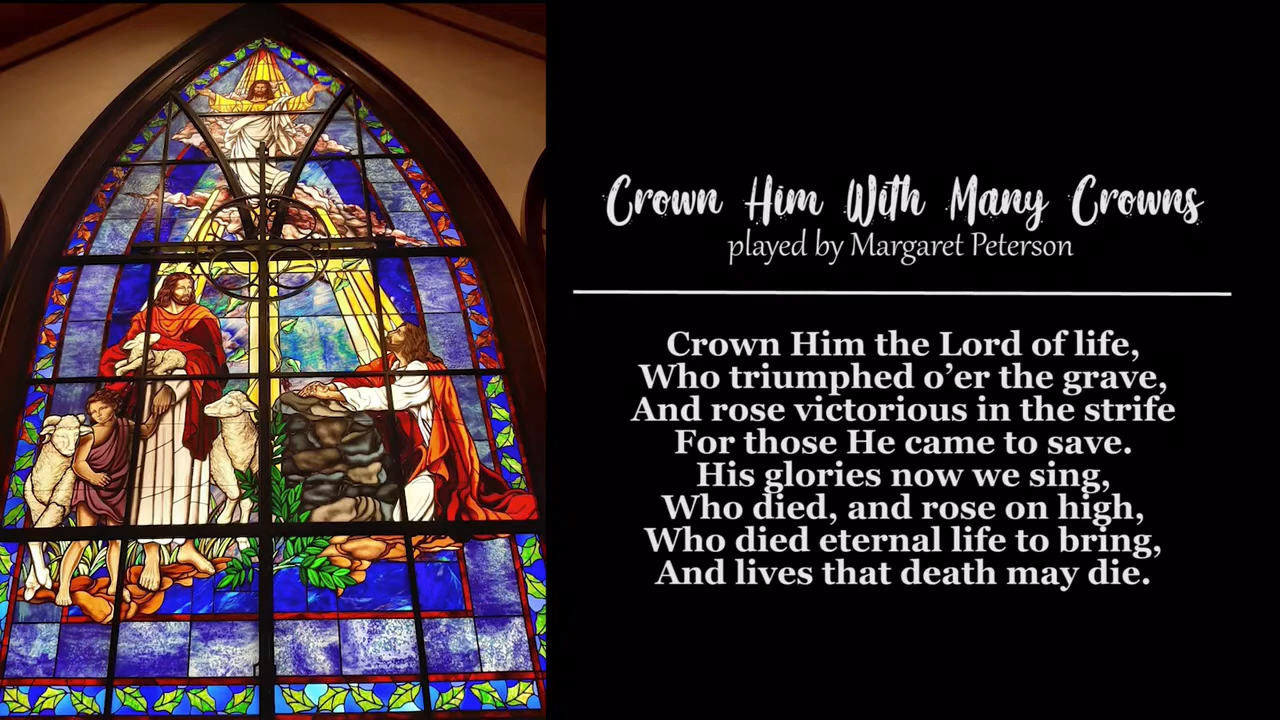 Crown Him With Many Crowns
played by Margaret Peterson
Crown Him the Lord of life,
Who triumphed o’er the grave,
And rose victorious in the strife
For those He came to save.
His glories now we sing,
Who died, and rose on high,
Who died eternal life to bring,
And lives that death may die.